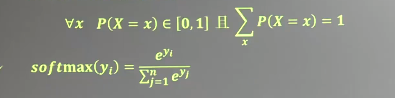 ∀x P(X = x) ∈ [0,1] 且 ∑ₓ P(X = x) = 1
softmax(yᵢ) = e^{yᵢ} / ∑ⱼ₌₁ⁿ e^{yⱼ}